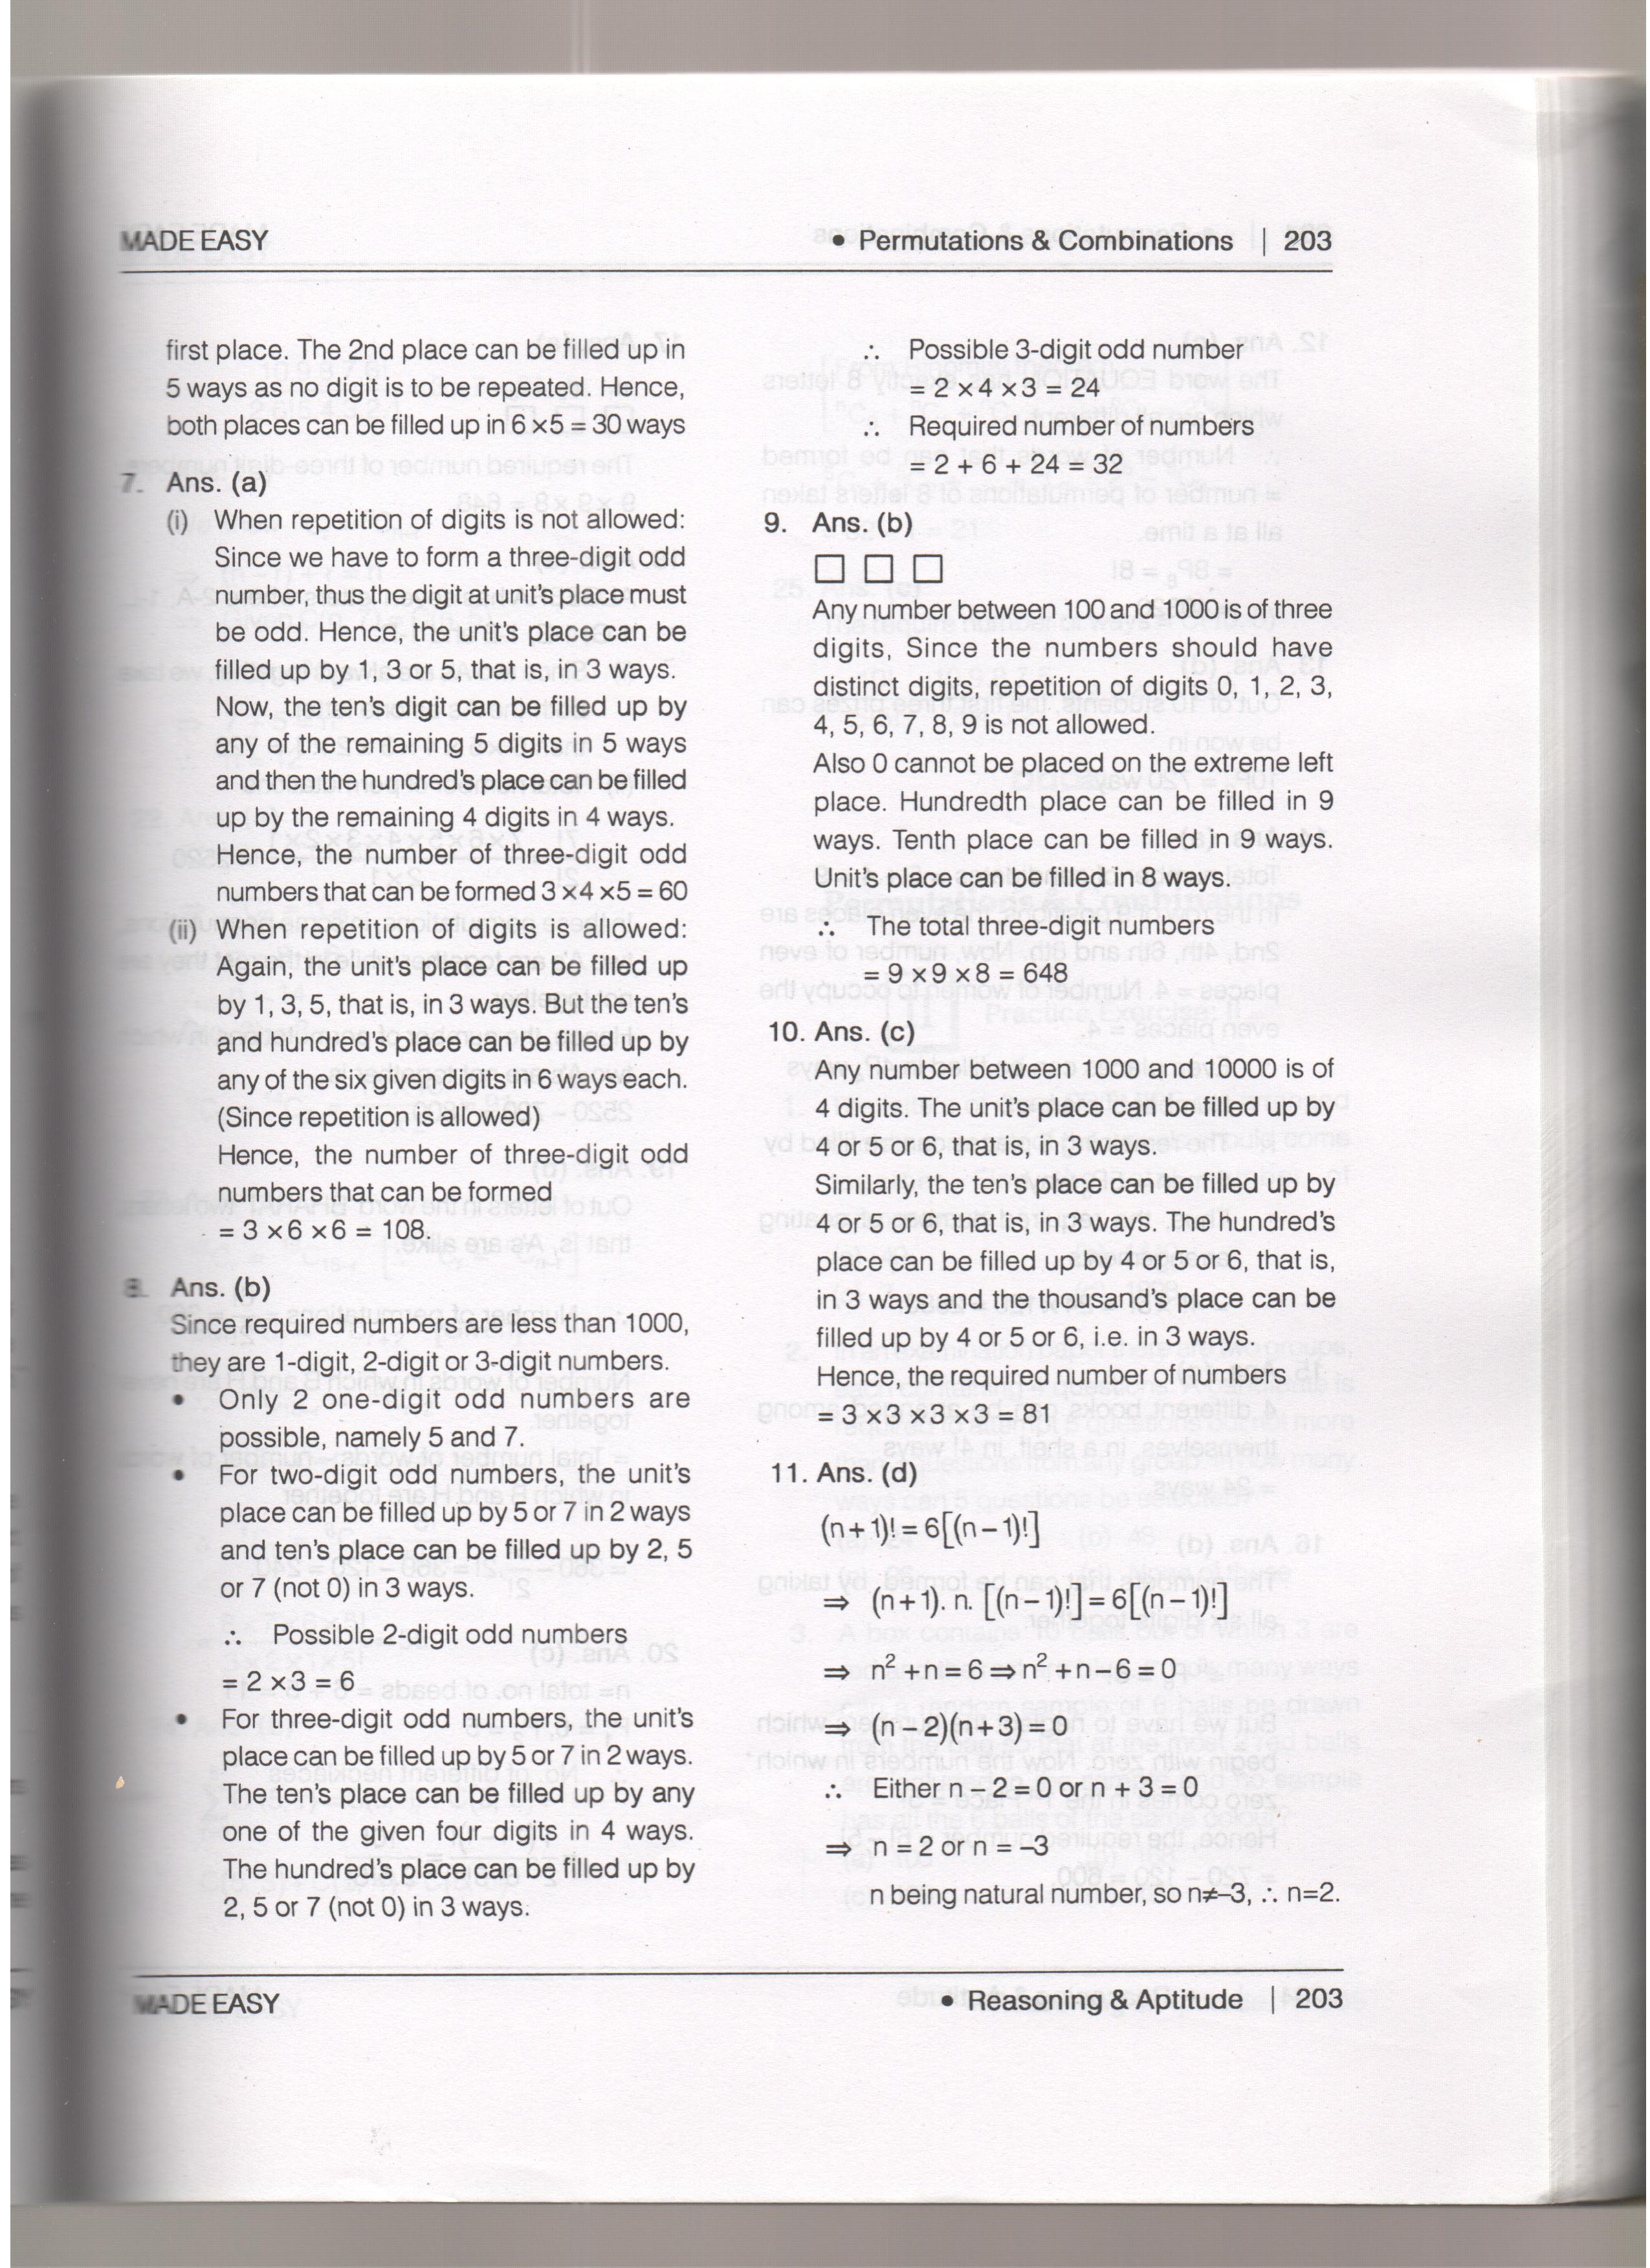 MADE EASY
• Permutations & Combinations | 203
first place. The 2nd place can be filled up in
5 ways as no digit is to be repeated. Hence,
both places can be filled up in 6 × 5 = 30 ways
7. Ans. (a)
(i) When repetition of digits is not allowed:
Since we have to form a three-digit odd
number, thus the digit at unit's place must
be odd. Hence, the unit's place can be
filled up by 1, 3 or 5, that is, in 3 ways.
Now, the ten's digit can be filled up by
any of the remaining 5 digits in 5 ways
and then the hundred's place can be filled
up by the remaining 4 digits in 4 ways.
Hence, the number of three-digit odd
numbers that can be formed 3 × 4 × 5 = 60
(ii) When repetition of digits is allowed:
Again, the unit's place can be filled up
by 1, 3, 5, that is, in 3 ways. But the ten's
and hundred's place can be filled up by
any of the six given digits in 6 ways each.
(Since repetition is allowed)
Hence, the number of three-digit odd
numbers that can be formed
= 3 × 6 × 6 = 108.
8. Ans. (b)
Since required numbers are less than 1000,
they are 1-digit, 2-digit or 3-digit numbers.
• Only 2 one-digit odd numbers are
possible, namely 5 and 7.
• For two-digit odd numbers, the unit's
place can be filled up by 5 or 7 in 2 ways
and ten's place can be filled up by 2, 5
or 7 (not 0) in 3 ways.
∴ Possible 2-digit odd numbers
= 2 × 3 = 6
• For three-digit odd numbers, the unit's
place can be filled up by 5 or 7 in 2 ways.
The ten's place can be filled up by any
one of the given four digits in 4 ways.
The hundred's place can be filled up by
2, 5 or 7 (not 0) in 3 ways.
∴ Possible 3-digit odd number
= 2 × 4 × 3 = 24
∴ Required number of numbers
= 2 + 6 + 24 = 32
9. Ans. (b)
□ □ □
Any number between 100 and 1000 is of three
digits, Since the numbers should have
distinct digits, repetition of digits 0, 1, 2, 3,
4, 5, 6, 7, 8, 9 is not allowed.
Also 0 cannot be placed on the extreme left
place. Hundredth place can be filled in 9
ways. Tenth place can be filled in 9 ways.
Unit's place can be filled in 8 ways.
∴ The total three-digit numbers
= 9 × 9 × 8 = 648
10. Ans. (c)
Any number between 1000 and 10000 is of
4 digits. The unit's place can be filled up by
4 or 5 or 6, that is, in 3 ways.
Similarly, the ten's place can be filled up by
4 or 5 or 6, that is, in 3 ways. The hundred's
place can be filled up by 4 or 5 or 6, that is,
in 3 ways and the thousand's place can be
filled up by 4 or 5 or 6, i.e. in 3 ways.
Hence, the required number of numbers
= 3 × 3 × 3 × 3 = 81
11. Ans. (d)
(n+1)! = 6[(n−1)!]
⇒ (n+1). n. [(n−1)!] = 6[(n−1)!]
⇒ n² + n = 6 ⇒ n² + n − 6 = 0
⇒ (n − 2)(n+3) = 0
∴ Either n − 2 = 0 or n + 3 = 0
⇒ n = 2 or n = −3
n being natural number, so n≠−3, ∴ n=2.
MADE EASY
• Reasoning & Aptitude | 203